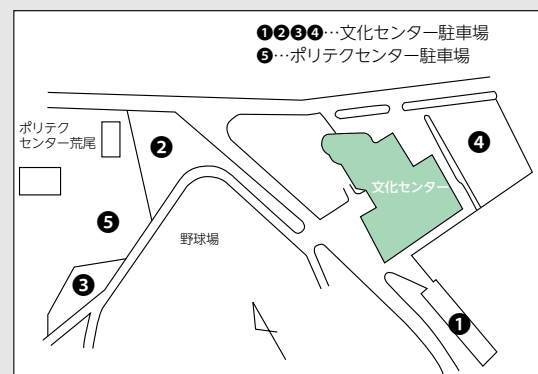 ❶❷❸❹…文化センター駐車場
❺…ポリテクセンター駐車場
ポリテク
センター荒尾
❷
❹
文化センター
❺
野球場
❸
❶